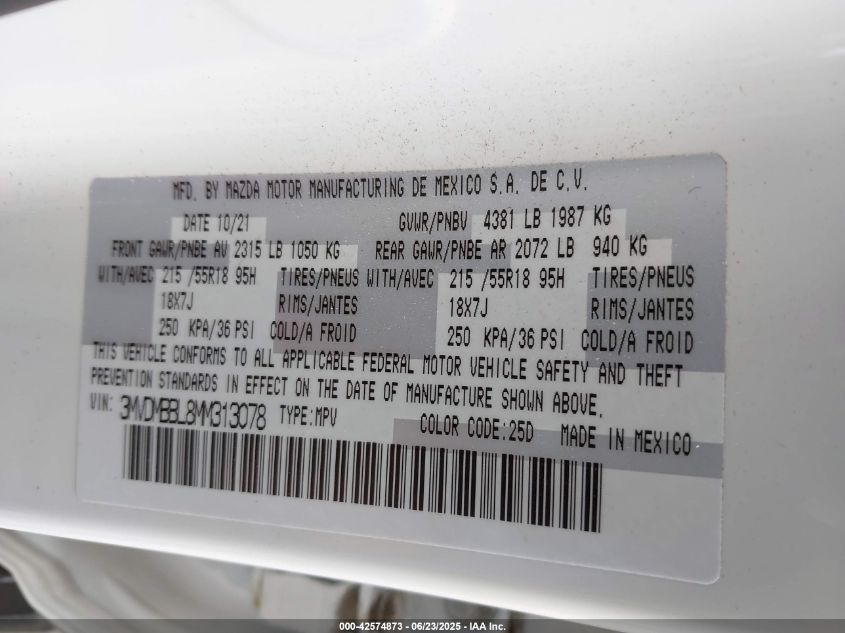 MFD. BY MAZDA MOTOR MANUFACTURING DE MEXICO S.A. DE C.V.
DATE 10/21 GVWR/PNBV 4381 LB 1987 KG
FRONT GAWR/PNBE AV 2315 LB 1050 KG REAR GAWR/PNBE AR 2072 LB 940 KG
WITH/AVEC 215 /55R18 95H TIRES/PNEUS WITH/AVEC 215 /55R18 95H TIRES/PNEUS
18X7J RIMS/JANTES 18X7J RIMS/JANTES
250 KPA/36 PSI COLD/A FROID 250 KPA/36 PSI COLD/A FROID
THIS VEHICLE CONFORMS TO ALL APPLICABLE FEDERAL MOTOR VEHICLE SAFETY AND THEFT
PREVENTION STANDARDS IN EFFECT ON THE DATE OF MANUFACTURE SHOWN ABOVE.
VIN: 3MVDMBBL8MM313078 TYPE:MPV COLOR CODE:25D MADE IN MEXICO
000-42574873 - 06/23/2025 - IAA Inc.